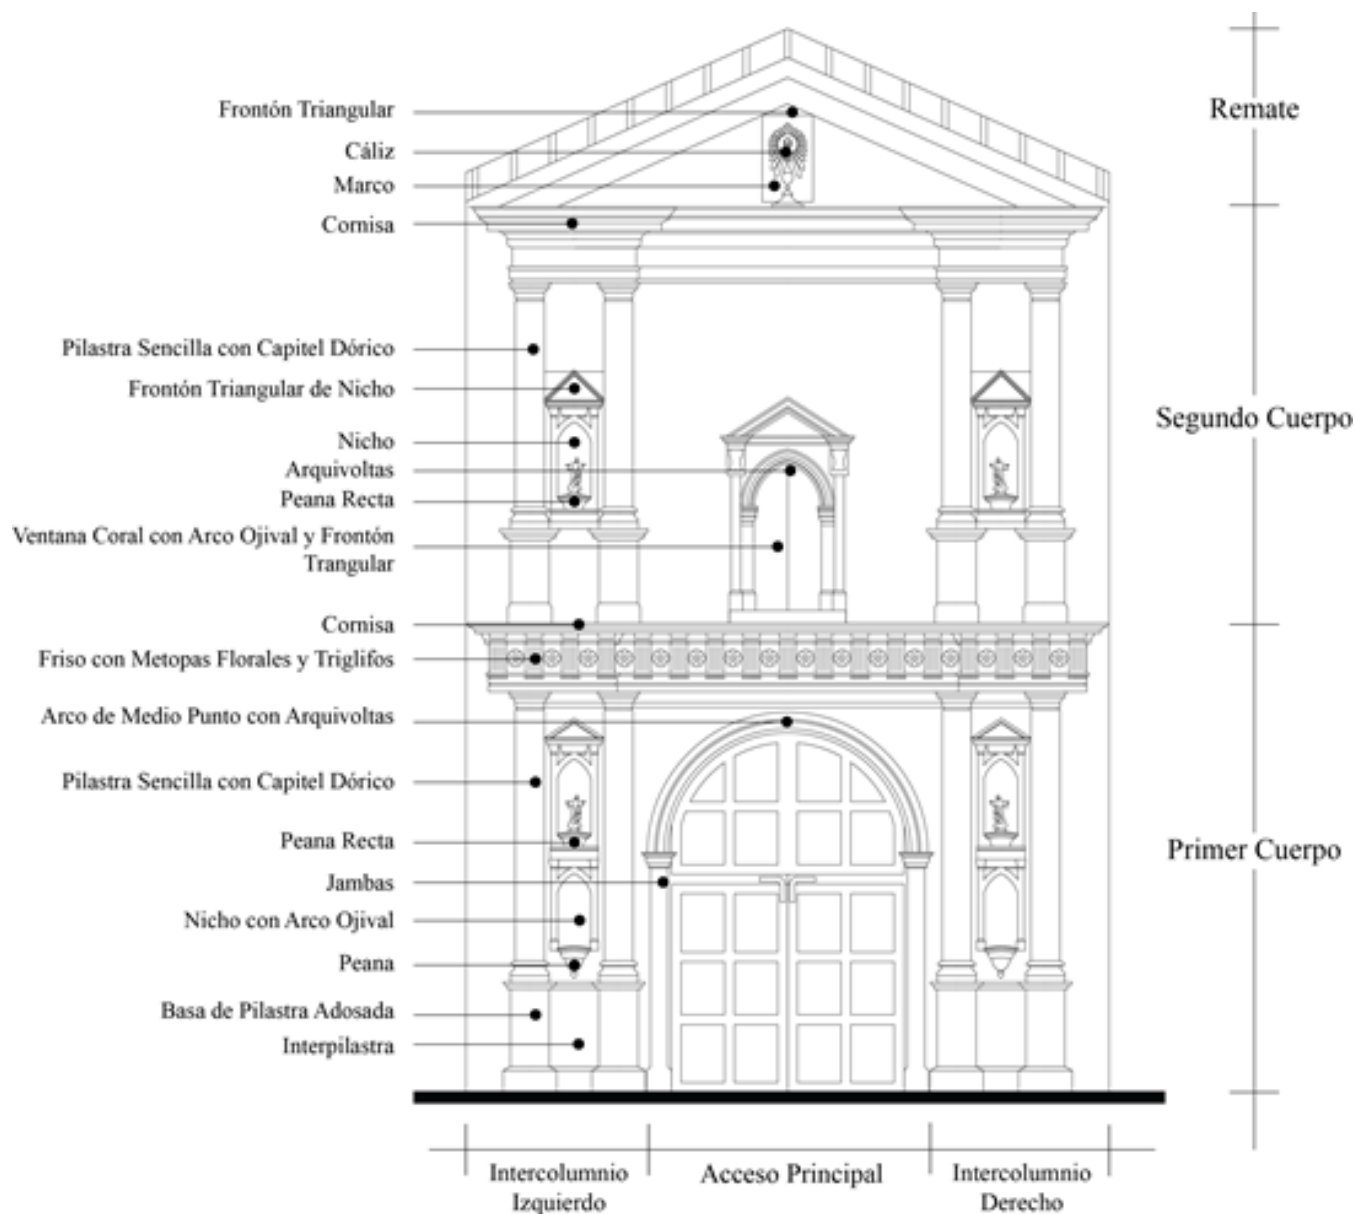 Frontón Triangular
Cáliz
Marco
Cornisa
Pilastra Sencilla con Capitel Dórico
Frontón Triangular de Nicho
Nicho
Arquivoltas
Peana Recta
Ventana Coral con Arco Ojival y Frontón
Trangular
Cornisa
Friso con Metopas Florales y Triglifos
Arco de Medio Punto con Arquivoltas
Pilastra Sencilla con Capitel Dórico
Peana Recta
Jambas
Nicho con Arco Ojival
Peana
Basa de Pilastra Adosada
Interpilastra
Remate
Segundo Cuerpo
Primer Cuerpo
Intercolumnio
Izquierdo
Acceso Principal
Intercolumnio
Derecho